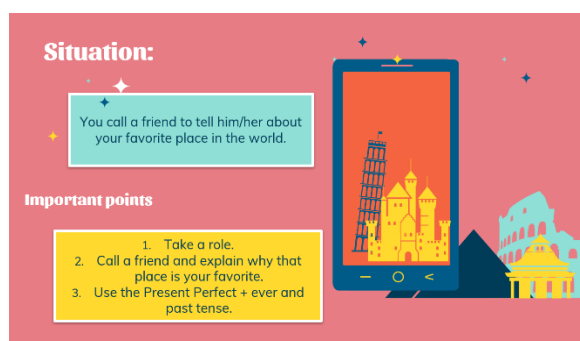 Situation:
You call a friend to tell him/her about
your favorite place in the world.
Important points
1. Take a role.
2. Call a friend and explain why that
place is your favorite.
3. Use the Present Perfect + ever and
past tense.